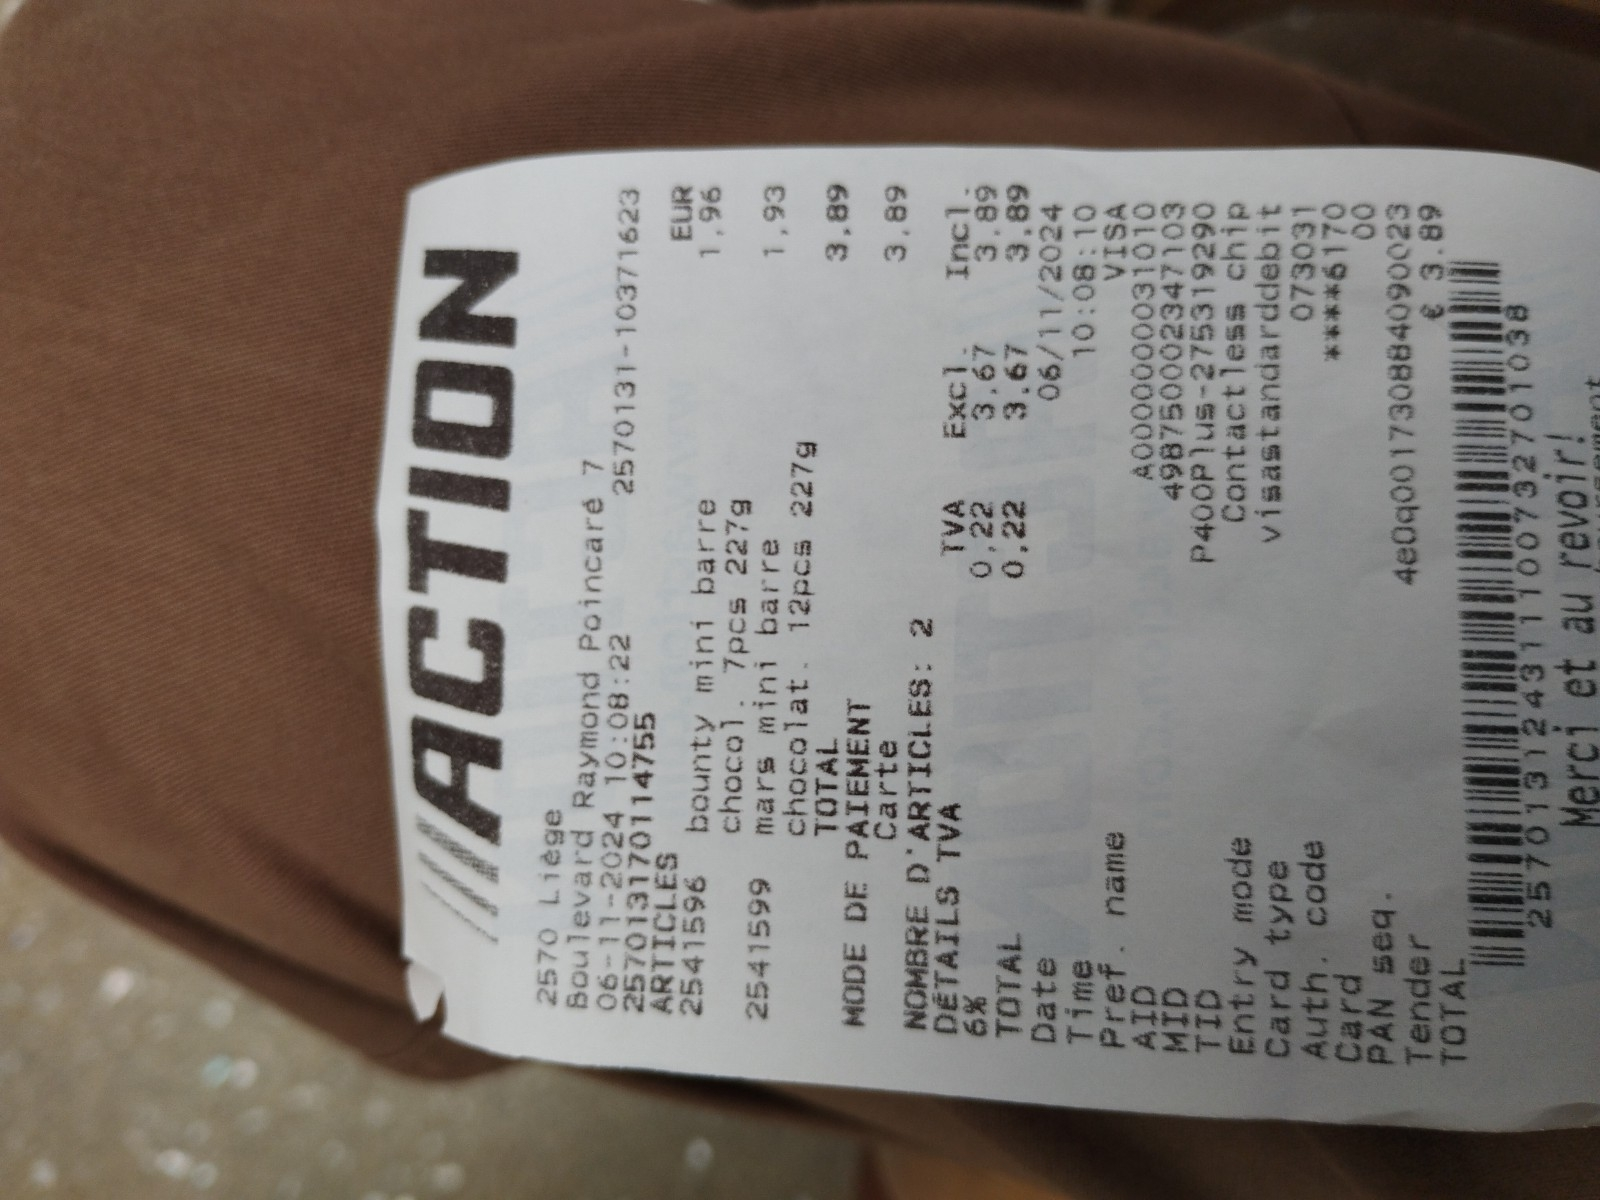 ACTION
2570 Liège
Boulevard Raymond Poincaré 7
06-11-2024 10:08:22 2570131-103716​23
257013170114755
ARTICLES EUR
2541596 bounty mini barre 1,96
chocol. 7pcs 227g
2541599 mars mini barre 1,93
chocolat. 12pcs 227g
TOTAL 3,89
MODE DE PAIEMENT
Carte 3,89
NOMBRE D'ARTICLES: 2
DÉTAILS TVA TVA Excl. Incl.
6% 0,22 3,67 3,89
TOTAL 0,22 3,67 3,89
Date 06/11/2024
Time 10:08:10
Pref. name VISA
AID A0000000031010
MID 498750002347103
TID P400Plus-275319290
Entry mode Contactless chip
Card type visastandarddebit
Auth. code 073031
Card ****6170
PAN seq. 00
Tender 4e0q001730884090023
TOTAL € 3.89
257013124311100732701038
Merci et au revoir!